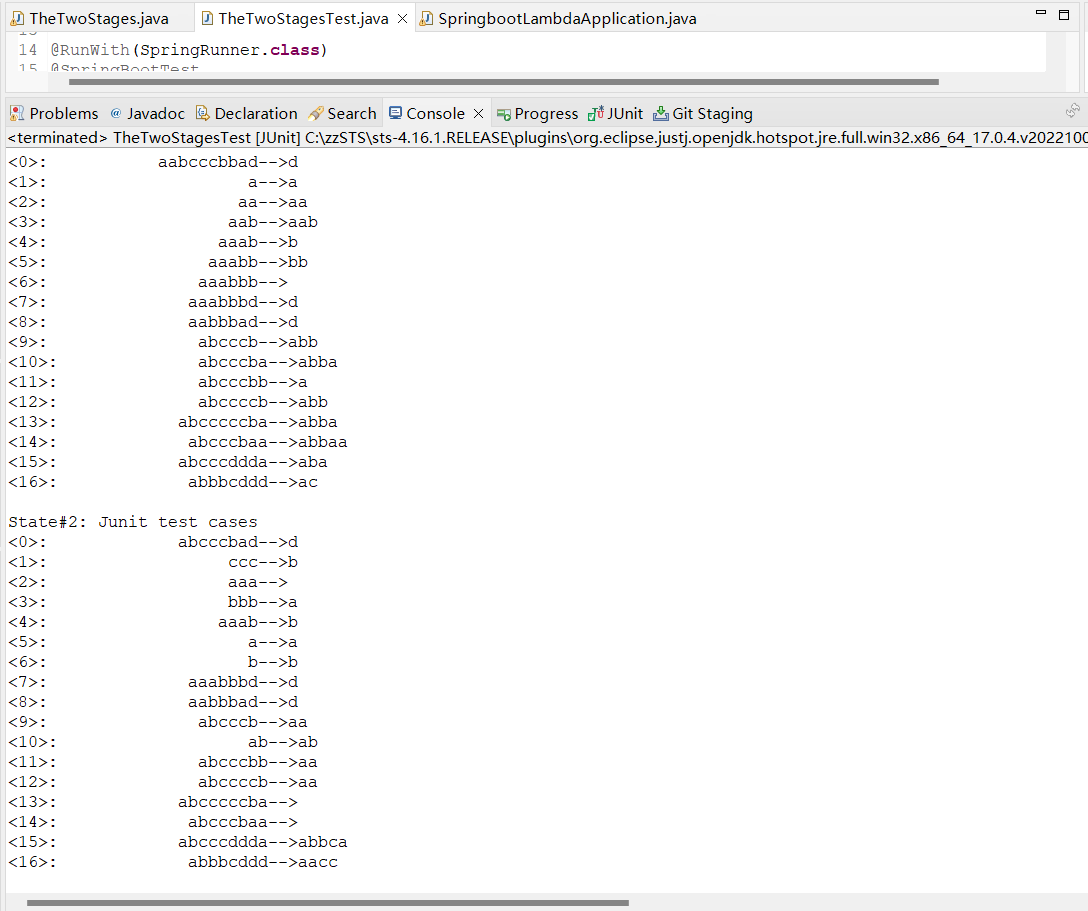 TheTwoStages.java TheTwoStagesTest.java SpringbootLambdaApplication.java
14 @RunWith(SpringRunner.class)
15 @SpringBootTest
Problems @ Javadoc Declaration Search Console Progress JUnit Git Staging
<terminated> TheTwoStagesTest [JUnit] C:\zzSTS\sts-4.16.1.RELEASE\plugins\org.eclipse.justj.openjdk.hotspot.jre.full.win32.x86_64_17.0.4.v2022100
<0>: aabcccbbad-->d
<1>: a-->a
<2>: aa-->aa
<3>: aab-->aab
<4>: aaab-->b
<5>: aaabb-->bb
<6>: aaabbb-->
<7>: aaabbbd-->d
<8>: aabbbad-->d
<9>: abcccb-->abb
<10>: abcccba-->abba
<11>: abcccbb-->a
<12>: abccccb-->abb
<13>: abcccccba-->abba
<14>: abcccbaa-->abbaa
<15>: abcccddda-->aba
<16>: abbbcddd-->ac
State#2: Junit test cases
<0>: abcccbad-->d
<1>: ccc-->b
<2>: aaa-->
<3>: bbb-->a
<4>: aaab-->b
<5>: a-->a
<6>: b-->b
<7>: aaabbbd-->d
<8>: aabbbad-->d
<9>: abcccb-->aa
<10>: ab-->ab
<11>: abcccbb-->aa
<12>: abccccb-->aa
<13>: abcccccba-->
<14>: abcccbaa-->
<15>: abcccddda-->abbca
<16>: abbbcddd-->aacc